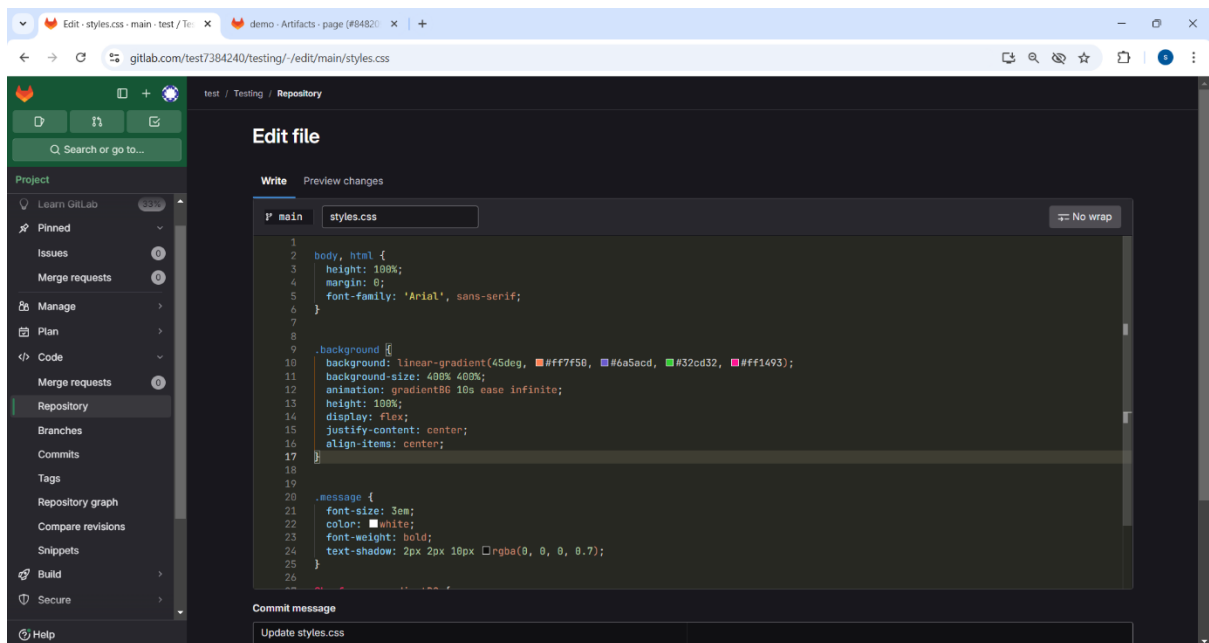 Edit · styles.css · main · test / Te
demo · Artifacts · page (#84820
gitlab.com/test7384240/testing/-/edit/main/styles.css
s
test / Testing / Repository
Search or go to...
Project
Learn GitLab 33%
Pinned
Issues 0
Merge requests 0
Manage
Plan
Code
Merge requests 0
Repository
Branches
Commits
Tags
Repository graph
Compare revisions
Snippets
Build
Secure
Help
Edit file
Write Preview changes
main styles.css No wrap
1
2 body, html {
3 height: 100%;
4 margin: 0;
5 font-family: 'Arial', sans-serif;
6 }
7
8
9 .background {
10 background: linear-gradient(45deg, #ff7f50, #6a5acd, #32cd32, #ff1493);
11 background-size: 400% 400%;
12 animation: gradientBG 10s ease infinite;
13 height: 100%;
14 display: flex;
15 justify-content: center;
16 align-items: center;
17 }
18
19
20 .message {
21 font-size: 3em;
22 color: white;
23 font-weight: bold;
24 text-shadow: 2px 2px 10px rgba(0, 0, 0, 0.7);
25 }
26
Commit message
Update styles.css